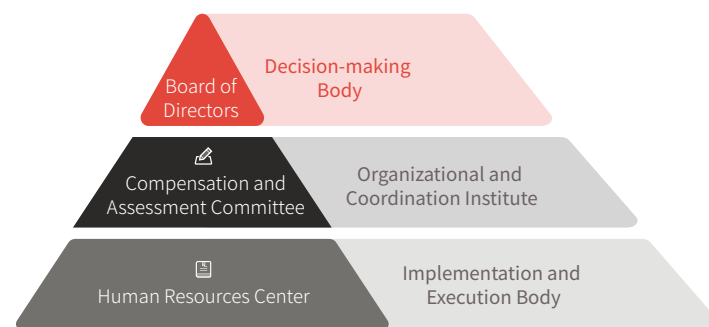 Board of
Directors
Decision-making
Body
Compensation and
Assessment Committee
Organizational and
Coordination Institute
Human Resources Center
Implementation and
Execution Body